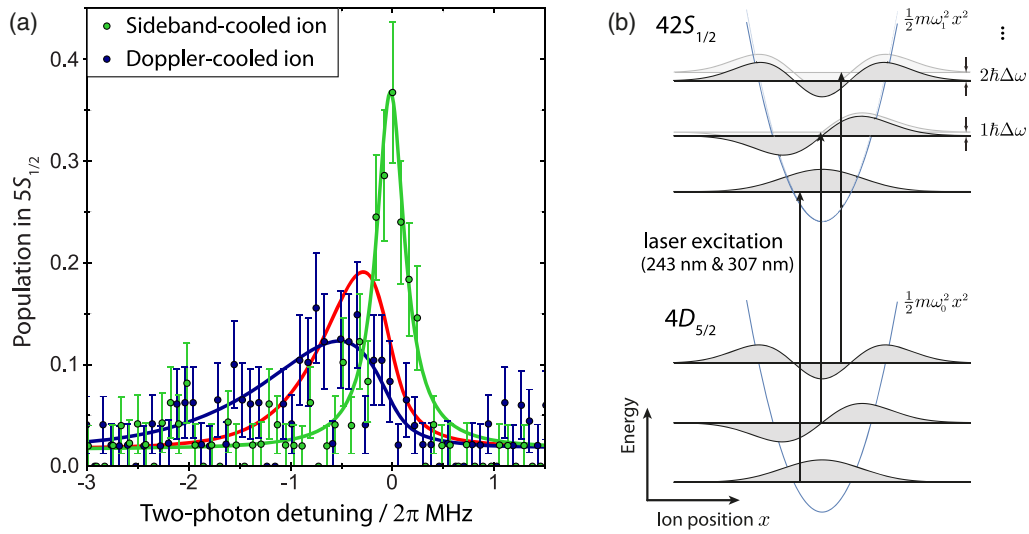 (a)
Sideband-cooled ion
Doppler-cooled ion
Population in 5S1/2
0.4
0.3
0.2
0.1
0.0
-3
-2
-1
0
1
Two-photon detuning / 2π MHz
(b)
42S1/2
½mω₁²x²
...
2ħΔω
1ħΔω
laser excitation
(243 nm & 307 nm)
4D5/2
½mω₀²x²
Energy
Ion position x